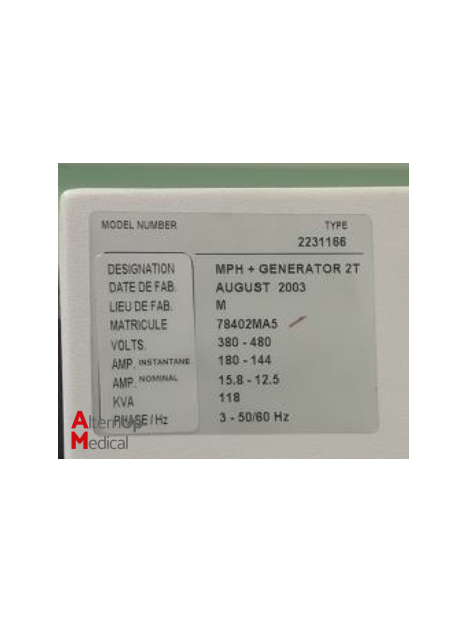 MODEL NUMBER TYPE
2231166
DESIGNATION MPH + GENERATOR 2T
DATE DE FAB. AUGUST 2003
LIEU DE FAB. M
MATRICULE 78402MA5
VOLTS. 380 - 480
AMP. INSTANTANE 180 - 144
AMP. NOMINAL 15.8 - 12.5
KVA 118
PHASE / Hz 3 - 50/60 Hz
Alternup
Medical